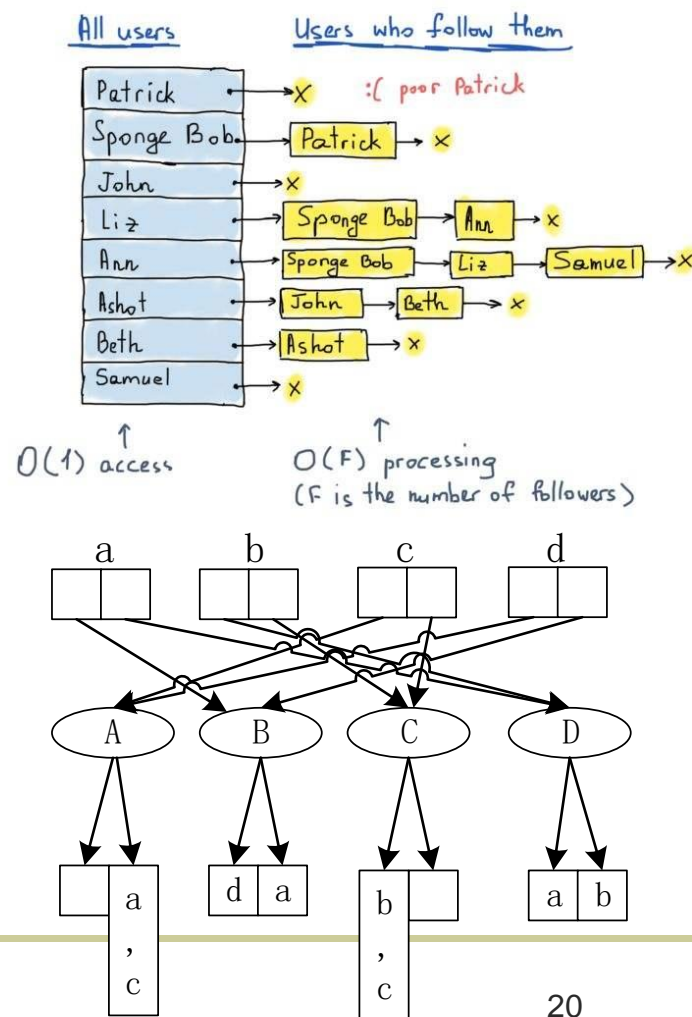 All users Users who follow them
Patrick x :( poor Patrick
Sponge Bob Patrick x
John x
Liz Sponge Bob Ann x
Ann Sponge Bob Liz Samuel x
Ashot John Beth x
Beth Ashot x
Samuel x
O(1) access O(F) processing
(F is the number of followers)
a b c d
A B C D
a d a b a b
, ,
c c
20